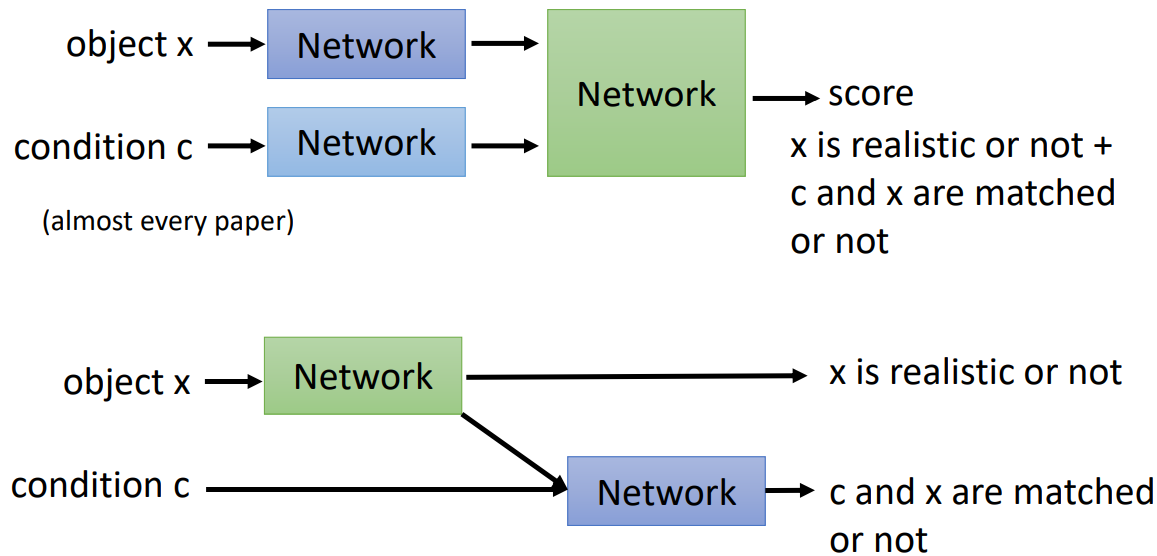 object x
Network
Network
score
condition c
Network
x is realistic or not +
c and x are matched
or not
(almost every paper)
object x
Network
x is realistic or not
condition c
Network
c and x are matched
or not